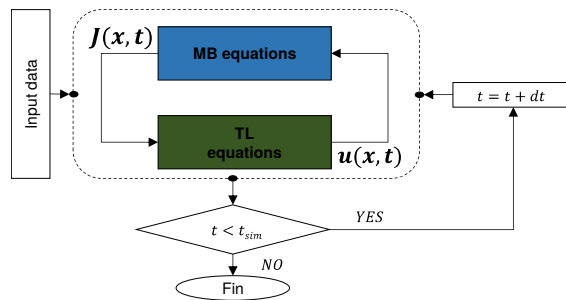 Input data
J(x, t)
MB equations
TL
equations
u(x, t)
t = t + dt
t < t_sim
YES
NO
Fin